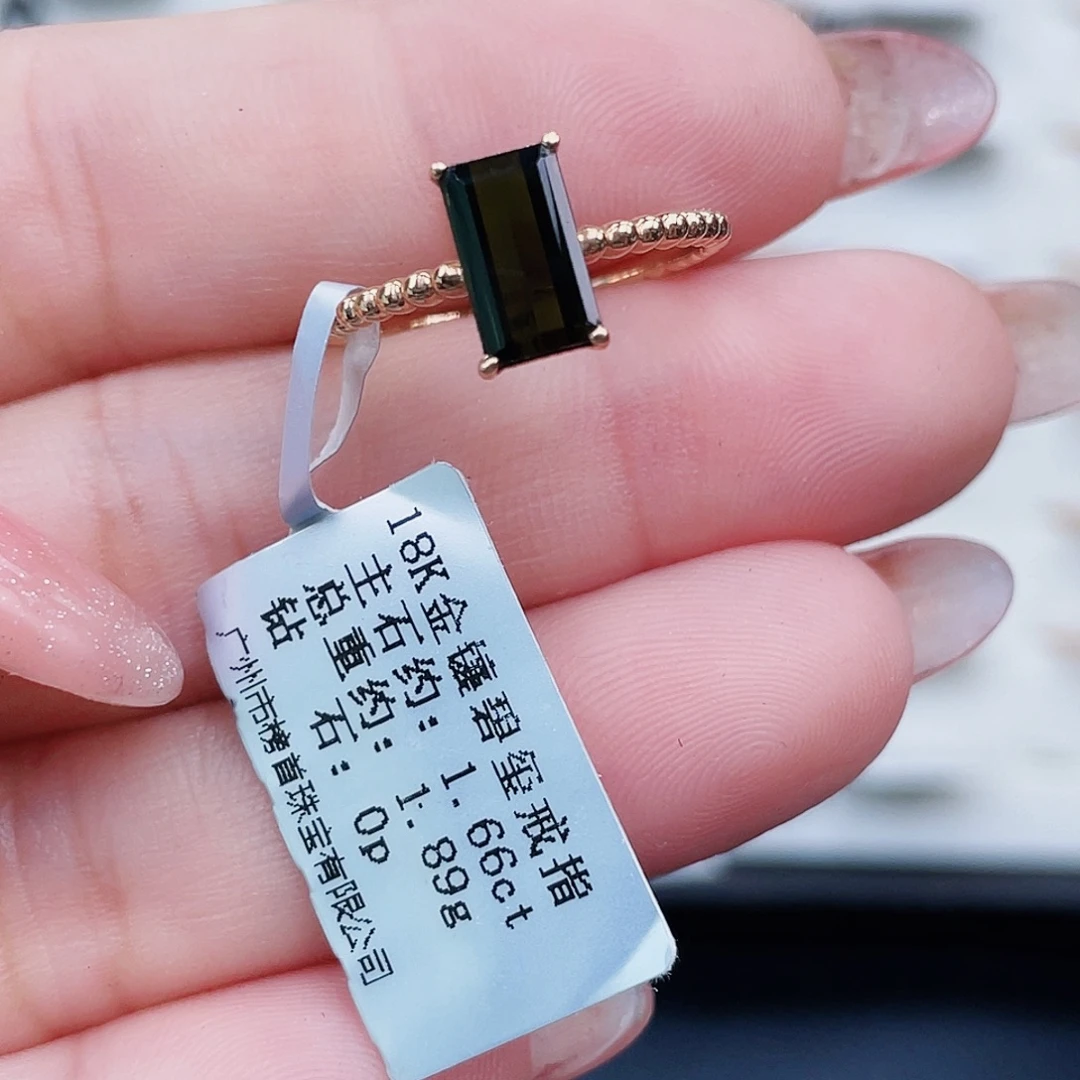 18K金镶碧玺戒指
主石约: 1.66ct
总重约: 1.89g
钻 石: 0p
广州市榜首珠宝有限公司